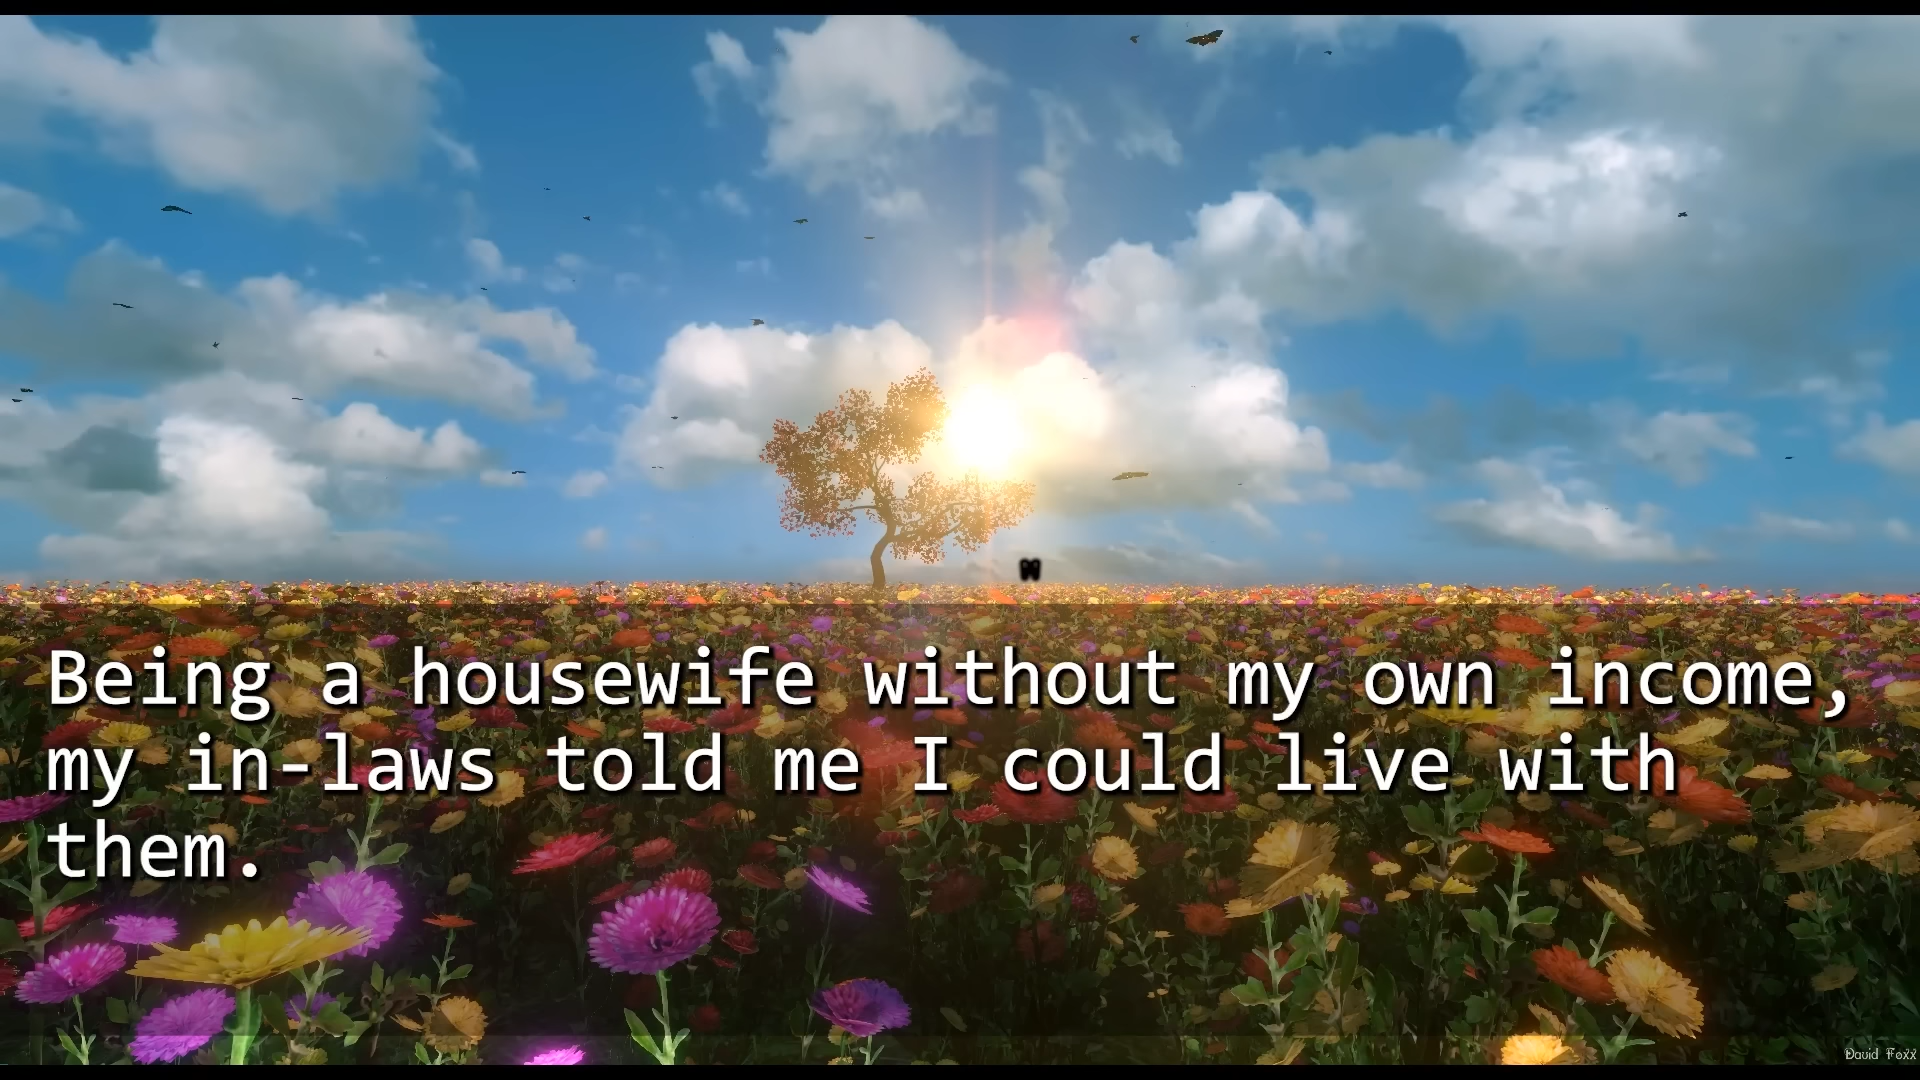 Being a housewife without my own income,
my in-laws told me I could live with
them.
David Foxx